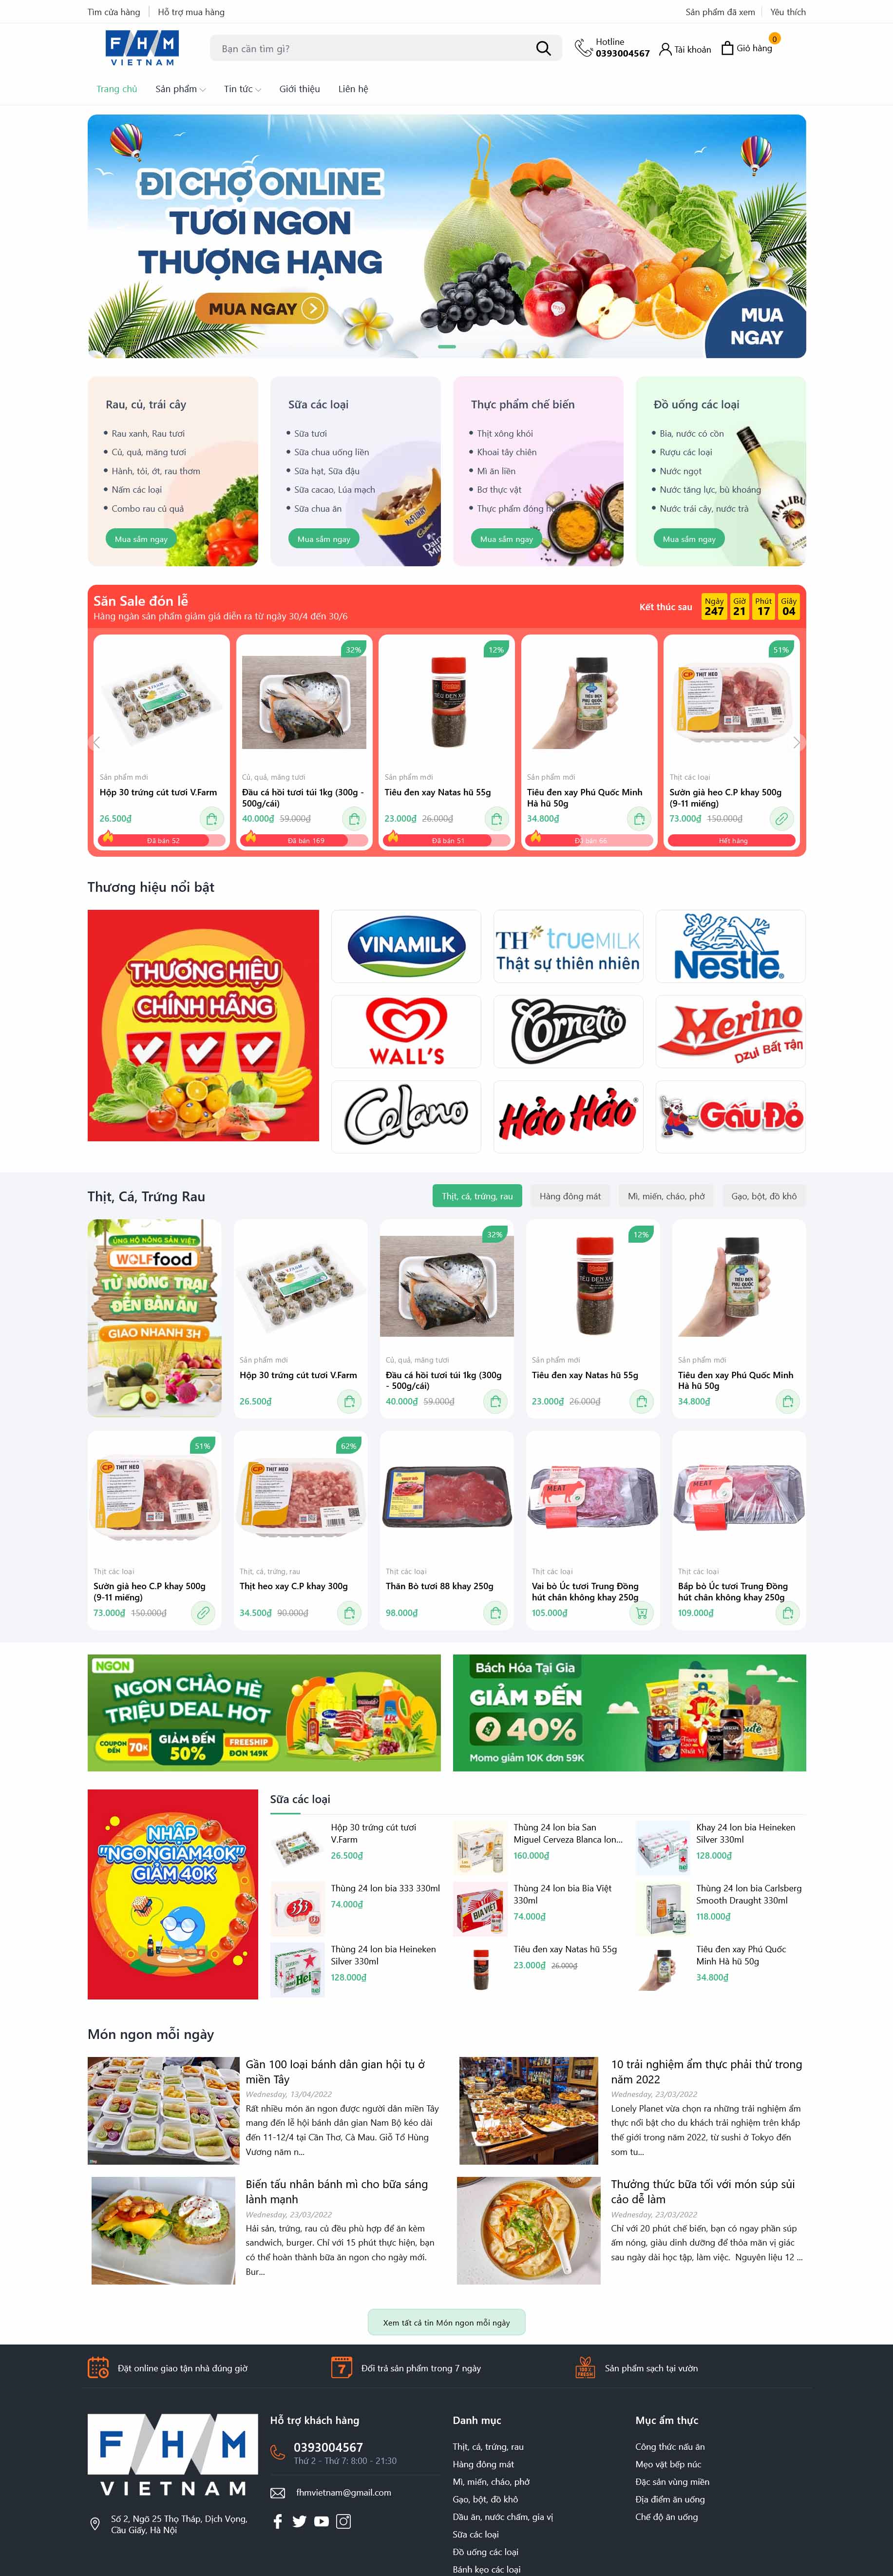 Tìm cửa hàng
Hỗ trợ mua hàng
Sản phẩm đã xem
Yêu thích
FHM
VIETNAM
Bạn cần tìm gì?
Hotline
0393004567
Tài khoản
Giỏ hàng
0
Trang chủ
Sản phẩm
Tin tức
Giới thiệu
Liên hệ
ĐI CHỢ ONLINE
TƯƠI NGON
THƯỢNG HẠNG
MUA NGAY
MUA
NGAY
Rau, củ, trái cây
Rau xanh, Rau tươi
Củ, quả, măng tươi
Hành, tỏi, ớt, rau thơm
Nấm các loại
Combo rau củ quả
Mua sắm ngay
Sữa các loại
Sữa tươi
Sữa chua uống liền
Sữa hạt, Sữa đậu
Sữa cacao, Lúa mạch
Sữa chua ăn
Mua sắm ngay
Thực phẩm chế biến
Thịt xông khói
Khoai tây chiên
Mì ăn liền
Bơ thực vật
Thực phẩm đóng
Mua sắm ngay
Đồ uống các loại
Bia, nước có cồn
Rượu các loại
Nước ngọt
Nước tăng lực, bù khoáng
Nước trái cây, nước trà
Mua sắm ngay
MALIBU
Săn Sale đón lễ
Hàng ngàn sản phẩm giảm giá diễn ra từ ngày 30/4 đến 30/6
Kết thúc sau
Ngày
247
Giờ
21
Phút
17
Giây
04
Sản phẩm mới
Hộp 30 trứng cút tươi V.Farm
26.500₫
Đã bán 52
32%
Củ, quả, măng tươi
Đầu cá hồi tươi túi 1kg (300g -
500g/cái)
40.000₫ 59.000₫
Đã bán 169
12%
Sản phẩm mới
Tiêu đen xay Natas hũ 55g
23.000₫ 26.000₫
Đã bán 51
Sản phẩm mới
Tiêu đen xay Phú Quốc Minh
Hà hũ 50g
34.800₫
Đã bán 66
51%
CP THỊT HEO
Thịt các loại
Sườn già heo C.P khay 500g
(9-11 miếng)
73.000₫ 150.000₫
Hết hàng
Thương hiệu nổi bật
THƯƠNG HIỆU
CHÍNH HÃNG
VINAMILK
TH true MILK
Thật sự thiên nhiên
Nestlē
WALL'S
Cornetto
Merino
Dzui Bất Tận
Celano
Hảo Hảo
Gấu Đỏ
Thịt, Cá, Trứng Rau
Thịt, cá, trứng, rau
Hàng đông mát
Mì, miến, cháo, phở
Gạo, bột, đồ khô
ỦNG HỘ NÔNG SẢN VIỆT
WOLFfood
TỪ NÔNG TRẠI
ĐẾN BÀN ĂN
GIAO NHANH 3H
Sản phẩm mới
Hộp 30 trứng cút tươi V.Farm
26.500₫
32%
Củ, quả, măng tươi
Đầu cá hồi tươi túi 1kg (300g
- 500g/cái)
40.000₫ 59.000₫
12%
Sản phẩm mới
Tiêu đen xay Natas hũ 55g
23.000₫ 26.000₫
Sản phẩm mới
Tiêu đen xay Phú Quốc Minh
Hà hũ 50g
34.800₫
51%
CP THỊT HEO
Thịt các loại
Sườn già heo C.P khay 500g
(9-11 miếng)
73.000₫ 150.000₫
62%
CP THỊT HEO
Thịt, cá, trứng, rau
Thịt heo xay C.P khay 300g
34.500₫ 90.000₫
Thịt các loại
Thăn Bò tươi 88 khay 250g
98.000₫
MEAT
Thịt các loại
Vai bò Úc tươi Trung Đồng
hút chân không khay 250g
105.000₫
MEAT
Thịt các loại
Bắp bò Úc tươi Trung Đồng
hút chân không khay 250g
109.000₫
NGON
NGON CHÀO HÈ
TRIỆU DEAL HOT
COUPON
ĐẾN 70K
GIẢM ĐẾN
50%
FREESHIP
ĐƠN 149K
Bách Hóa Tại Gia
GIẢM ĐẾN
40%
Momo giảm 10K đơn 59K
NHẬP
"NGONGIAM40K"
GIẢM 40K
Sữa các loại
Hộp 30 trứng cút tươi
V.Farm
26.500₫
Thùng 24 lon bia San
Miguel Cerveza Blanca lon...
160.000₫
Khay 24 lon bia Heineken
Silver 330ml
128.000₫
Thùng 24 lon bia 333 330ml
74.000₫
Thùng 24 lon bia Bia Việt
330ml
74.000₫
Thùng 24 lon bia Carlsberg
Smooth Draught 330ml
118.000₫
Thùng 24 lon bia Heineken
Silver 330ml
128.000₫
Tiêu đen xay Natas hũ 55g
23.000₫ 26.000₫
Tiêu đen xay Phú Quốc
Minh Hà hũ 50g
34.800₫
Món ngon mỗi ngày
Gần 100 loại bánh dân gian hội tụ ở
miền Tây
Wednesday, 13/04/2022
Rất nhiều món ăn ngon được người dân miền Tây
mang đến lễ hội bánh dân gian Nam Bộ kéo dài
đến 11-12/4 tại Cần Thơ, Cà Mau. Giỗ Tổ Hùng
Vương năm n...
10 trải nghiệm ẩm thực phải thử trong
năm 2022
Wednesday, 23/03/2022
Lonely Planet vừa chọn ra những trải nghiệm ẩm
thực nổi bật cho du khách trải nghiệm trên khắp
thế giới trong năm 2022, từ sushi ở Tokyo đến
som tu...
Biến tấu nhân bánh mì cho bữa sáng
lành mạnh
Wednesday, 23/03/2022
Hải sản, trứng, rau củ đều phù hợp để ăn kèm
sandwich, burger. Chỉ với 15 phút thực hiện, bạn
có thể hoàn thành bữa ăn ngon cho ngày mới.
Bur...
Thưởng thức bữa tối với món súp sủi
cảo dễ làm
Wednesday, 23/03/2022
Chỉ với 20 phút chế biến, bạn có ngay phần súp
ấm nóng, giàu dinh dưỡng để thỏa mãn vị giác
sau ngày dài học tập, làm việc. Nguyên liệu 12 ...
Xem tất cả tin Món ngon mỗi ngày
Đặt online giao tận nhà đúng giờ
7
Đổi trả sản phẩm trong 7 ngày
Sản phẩm sạch tại vườn
FHM
VIETNAM
Số 2, Ngõ 25 Thọ Tháp, Dịch Vọng,
Cầu Giấy, Hà Nội
Hỗ trợ khách hàng
0393004567
Thứ 2 - Thứ 7: 8:00 - 21:30
fhmvietnam@gmail.com
Danh mục
Thịt, cá, trứng, rau
Hàng đông mát
Mì, miến, cháo, phở
Gạo, bột, đồ khô
Dầu ăn, nước chấm, gia vị
Sữa các loại
Đồ uống các loại
Bánh kẹo các loại
Mục ẩm thực
Công thức nấu ăn
Mẹo vặt bếp núc
Đặc sản vùng miền
Địa điểm ăn uống
Chế độ ăn uống